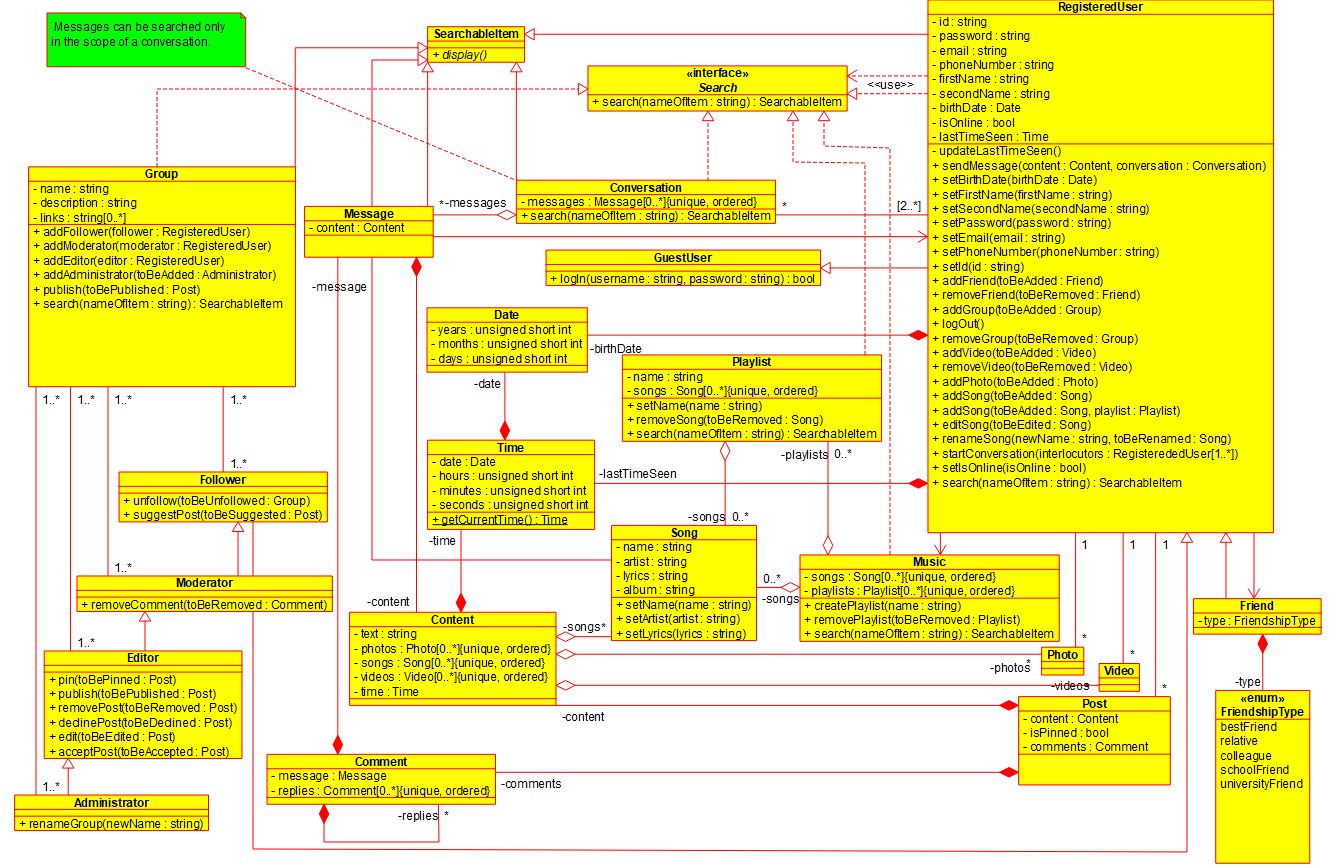 Messages can be searched only
in the scope of a conversation.
SearchableItem
+ display()
«interface»
Search
+ search(nameOfItem : string) : SearchableItem
<<use>>
RegisteredUser
- id : string
- password : string
- email : string
- phoneNumber : string
- firstName : string
- secondName : string
- birthDate : Date
- isOnline : bool
- lastTimeSeen : Time
- updateLastTimeSeen()
+ sendMessage(content : Content, conversation : Conversation)
+ setBirthDate(birthDate : Date)
+ setFirstName(firstName : string)
+ setSecondName(secondName : string)
+ setPassword(password : string)
+ setEmail(email : string)
+ setPhoneNumber(phoneNumber : string)
+ setId(id : string)
+ addFriend(toBeAdded : Friend)
+ removeFriend(toBeRemoved : Friend)
+ addGroup(toBeAdded : Group)
+ logOut()
+ removeGroup(toBeRemoved : Group)
+ addVideo(toBeAdded : Video)
+ removeVideo(toBeRemoved : Video)
+ addPhoto(toBeAdded : Photo)
+ addSong(toBeAdded : Song)
+ addSong(toBeAdded : Song, playlist : Playlist)
+ editSong(toBeEdited : Song)
+ renameSong(newName : string, toBeRenamed : Song)
+ startConversation(interlocutors : RegisterededUser[1..*])
+ setIsOnline(isOnline : bool)
+ search(nameOfItem : string) : SearchableItem
Group
- name : string
- description : string
- links : string[0..*]
+ addFollower(follower : RegisteredUser)
+ addModerator(moderator : RegisteredUser)
+ addEditor(editor : RegisteredUser)
+ addAdministrator(toBeAdded : Administrator)
+ publish(toBePublished : Post)
+ search(nameOfItem : string) : SearchableItem
Message
- content : Content
* -messages
Conversation
- messages : Message[0..*]{unique, ordered}
+ search(nameOfItem : string) : SearchableItem
*
[2..*]
GuestUser
+ logIn(username : string, password : string) : bool
-message
Date
- years : unsigned short int
- months : unsigned short int
- days : unsigned short int
-birthDate
-date
Playlist
- name : string
- songs : Song[0..*]{unique, ordered}
+ setName(name : string)
+ removeSong(toBeRemoved : Song)
+ search(nameOfItem : string) : SearchableItem
-playlists 0..*
1..*
1..*
1..*
1..*
1..*
Follower
+ unfollow(toBeUnfollowed : Group)
+ suggestPost(toBeSuggested : Post)
Time
- date : Date
- hours : unsigned short int
- minutes : unsigned short int
- seconds : unsigned short int
+ getCurrentTime() : Time
-lastTimeSeen
-time
-songs 0..*
Song
- name : string
- artist : string
- lyrics : string
- album : string
+ setName(name : string)
+ setArtist(artist : string)
+ setLyrics(lyrics : string)
0..*
-songs
Music
- songs : Song[0..*]{unique, ordered}
- playlists : Playlist[0..*]{unique, ordered}
+ createPlaylist(name : string)
+ removePlaylist(toBeRemoved : Playlist)
+ search(nameOfItem : string) : SearchableItem
1
1
1
1..*
Moderator
+ removeComment(toBeRemoved : Comment)
-content
Content
- text : string
- photos : Photo[0..*]{unique, ordered}
- songs : Song[0..*]{unique, ordered}
- videos : Video[0..*]{unique, ordered}
- time : Time
-songs *
Friend
- type : FriendshipType
*
Photo
-photos *
*
Video
-videos *
*
1..*
Editor
+ pin(toBePinned : Post)
+ publish(toBePublished : Post)
+ removePost(toBeRemoved : Post)
+ declinePost(toBeDeclined : Post)
+ edit(toBeEdited : Post)
+ acceptPost(toBeAccepted : Post)
-type
«enum»
FriendshipType
bestFriend
relative
colleague
schoolFriend
universityFriend
-content
Post
- content : Content
- isPinned : bool
- comments : Comment
Comment
- message : Message
- replies : Comment[0..*]{unique, ordered}
-comments
-replies *
1..*
Administrator
+ renameGroup(newName : string)